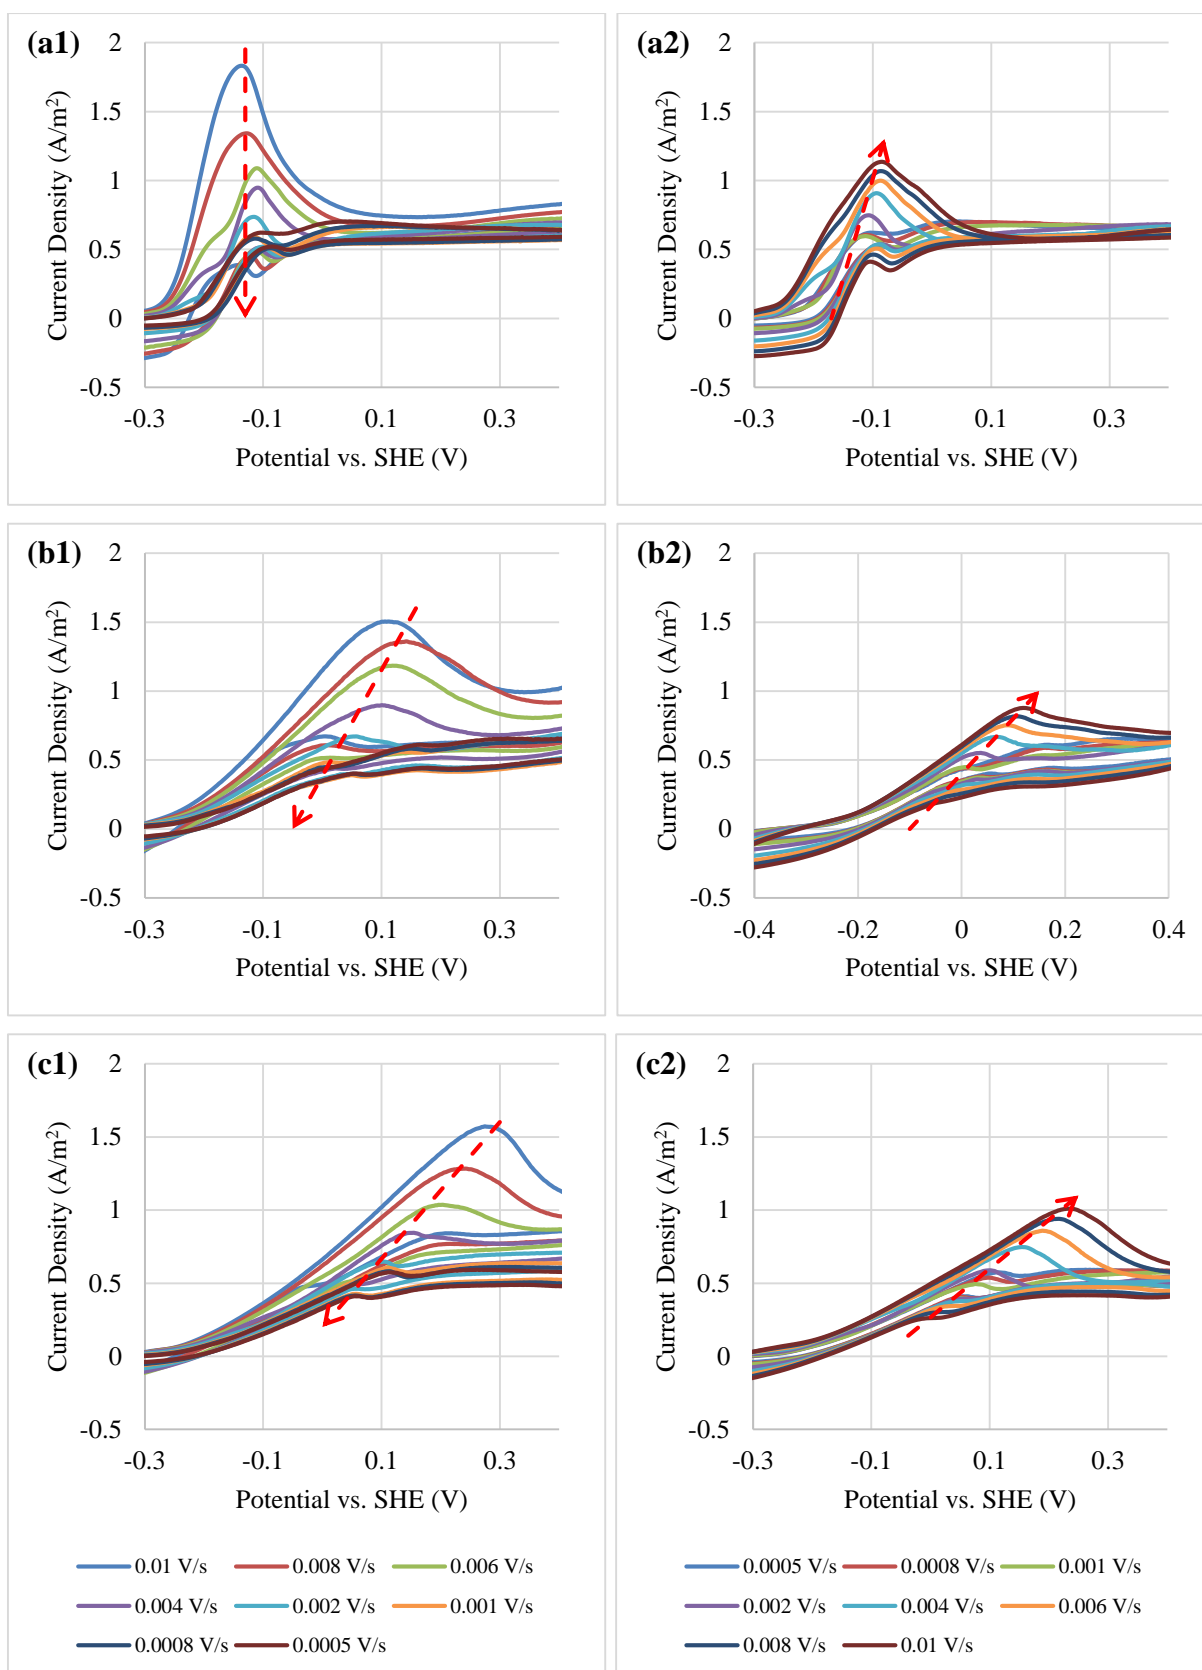 (a1)
2
1.5
1
0.5
0
-0.5
-0.3 -0.1 0.1 0.3
Current Density (A/m²)
Potential vs. SHE (V)
(a2)
2
1.5
1
0.5
0
-0.5
-0.3 -0.1 0.1 0.3
Current Density (A/m²)
Potential vs. SHE (V)
(b1)
2
1.5
1
0.5
0
-0.5
-0.3 -0.1 0.1 0.3
Current Density (A/m²)
Potential vs. SHE (V)
(b2)
2
1.5
1
0.5
0
-0.5
-0.4 -0.2 0 0.2 0.4
Current Density (A/m²)
Potential vs. SHE (V)
(c1)
2
1.5
1
0.5
0
-0.5
-0.3 -0.1 0.1 0.3
Current Density (A/m²)
Potential vs. SHE (V)
0.01 V/s 0.008 V/s 0.006 V/s
0.004 V/s 0.002 V/s 0.001 V/s
0.0008 V/s 0.0005 V/s
(c2)
2
1.5
1
0.5
0
-0.5
-0.3 -0.1 0.1 0.3
Current Density (A/m²)
Potential vs. SHE (V)
0.0005 V/s 0.0008 V/s 0.001 V/s
0.002 V/s 0.004 V/s 0.006 V/s
0.008 V/s 0.01 V/s